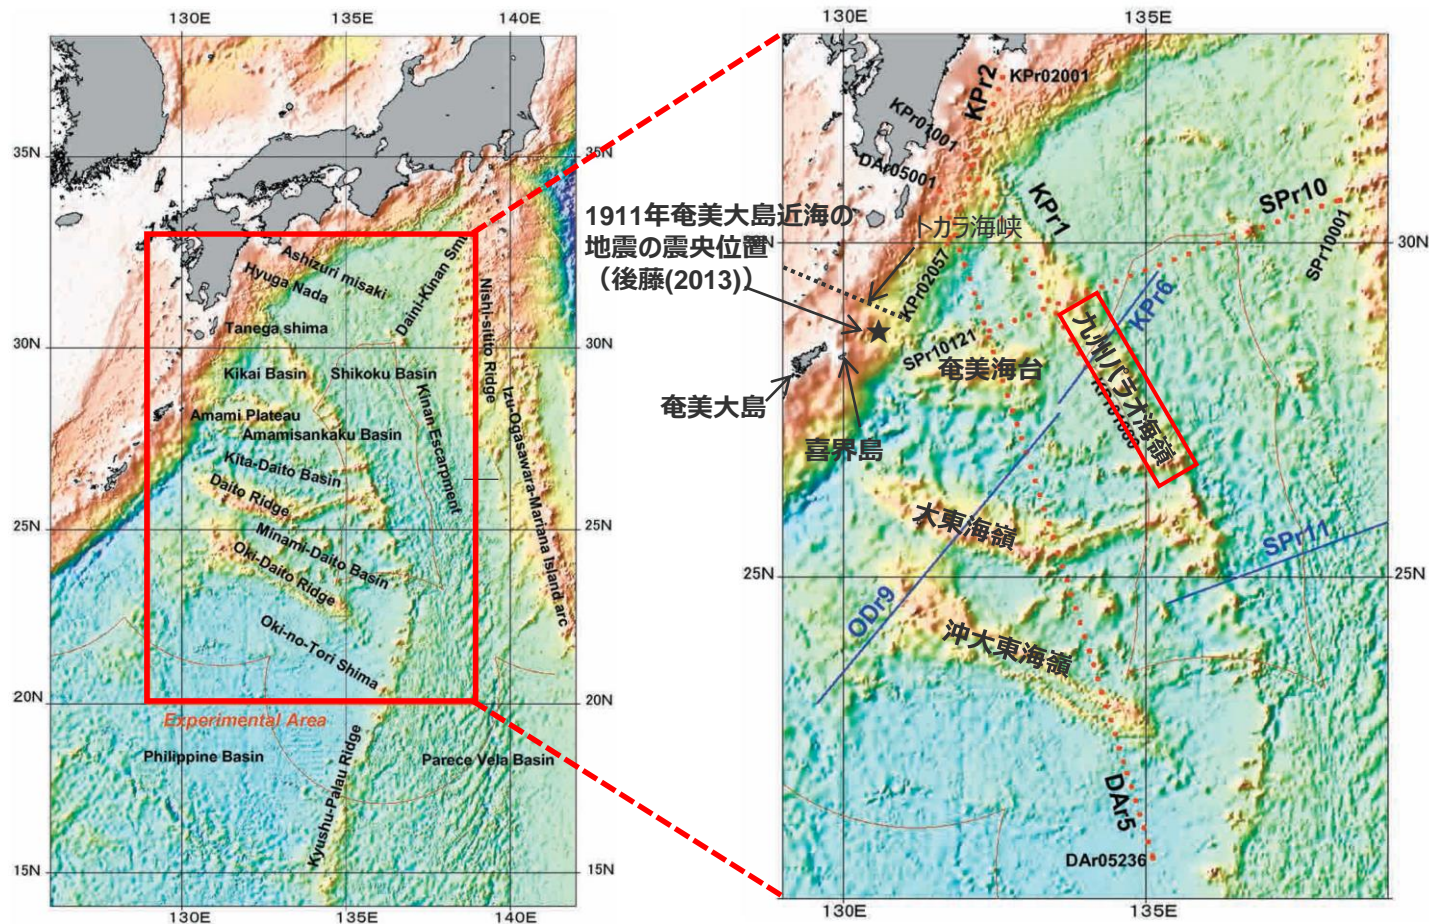 130E
135E
140E
35N
35N
Ashizuri misaki
Hyuga Nada
Daini-Kinan Smt
Nishi-sitito Ridge
Tanega shima
30N
30N
Kikai Basin
Shikoku Basin
Kinan Escarpment
Izu-Ogasawara-Mariana Island arc
Amami Plateau
Amamisankaku Basin
Kita-Daito Basin
Daito Ridge
25N
25N
Minami-Daito Basin
Oki-Daito Ridge
Oki-no-Tori Shima
20N
20N
Experimental Area
Philippine Basin
Kyushu-Palau Ridge
Parece Vela Basin
15N
15N
130E
135E
140E
130E
135E
KPr2
KPr02001
KPr01001
DAr05001
KPr1
SPr10
SPr10001
1911年奄美大島近海の
地震の震央位置
（後藤(2013)）
トカラ海峡
30N
KPr02057
KPr6
SPr10121
奄美海台
九州パラオ海嶺
奄美大島
喜界島
大東海嶺
SPr11
25N
ODr9
沖大東海嶺
DAr5
DAr05236
130E
135E